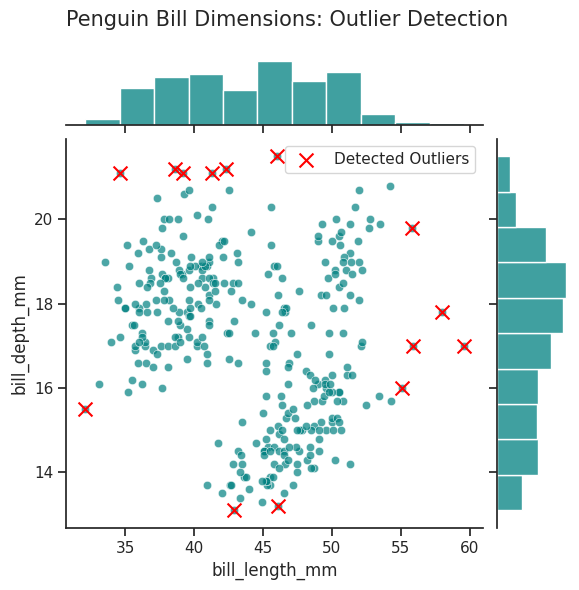 Penguin Bill Dimensions: Outlier Detection
Detected Outliers
20
18
16
14
bill_depth_mm
35 40 45 50 55 60
bill_length_mm